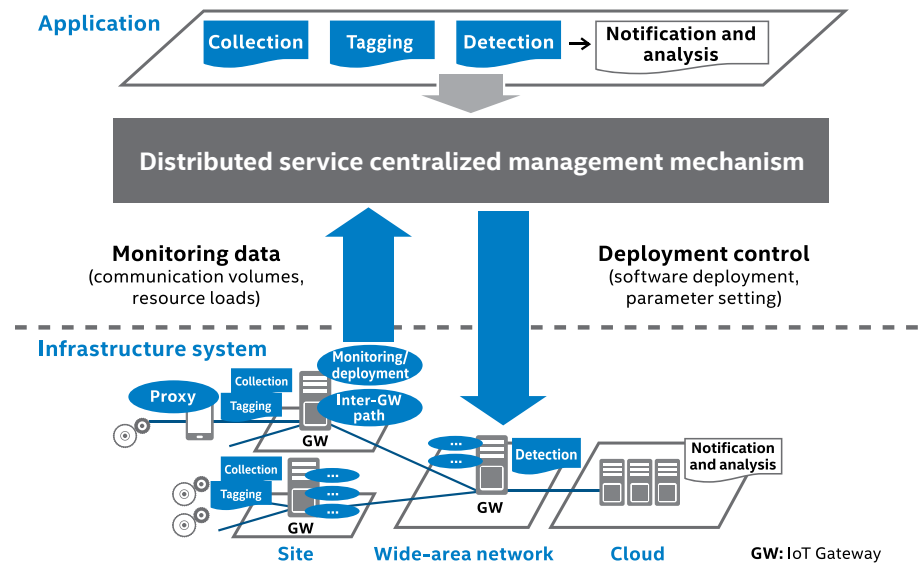 Application
Collection
Tagging
Detection
Notification and
analysis
Distributed service centralized management mechanism
Monitoring data
(communication volumes,
resource loads)
Deployment control
(software deployment,
parameter setting)
Infrastructure system
Monitoring/
deployment
Collection
Proxy
Tagging
Inter-GW
path
GW
...
...
Detection
Notification
and analysis
Collection
Tagging
...
...
...
GW
GW
Site
Wide-area network
Cloud
GW: IoT Gateway